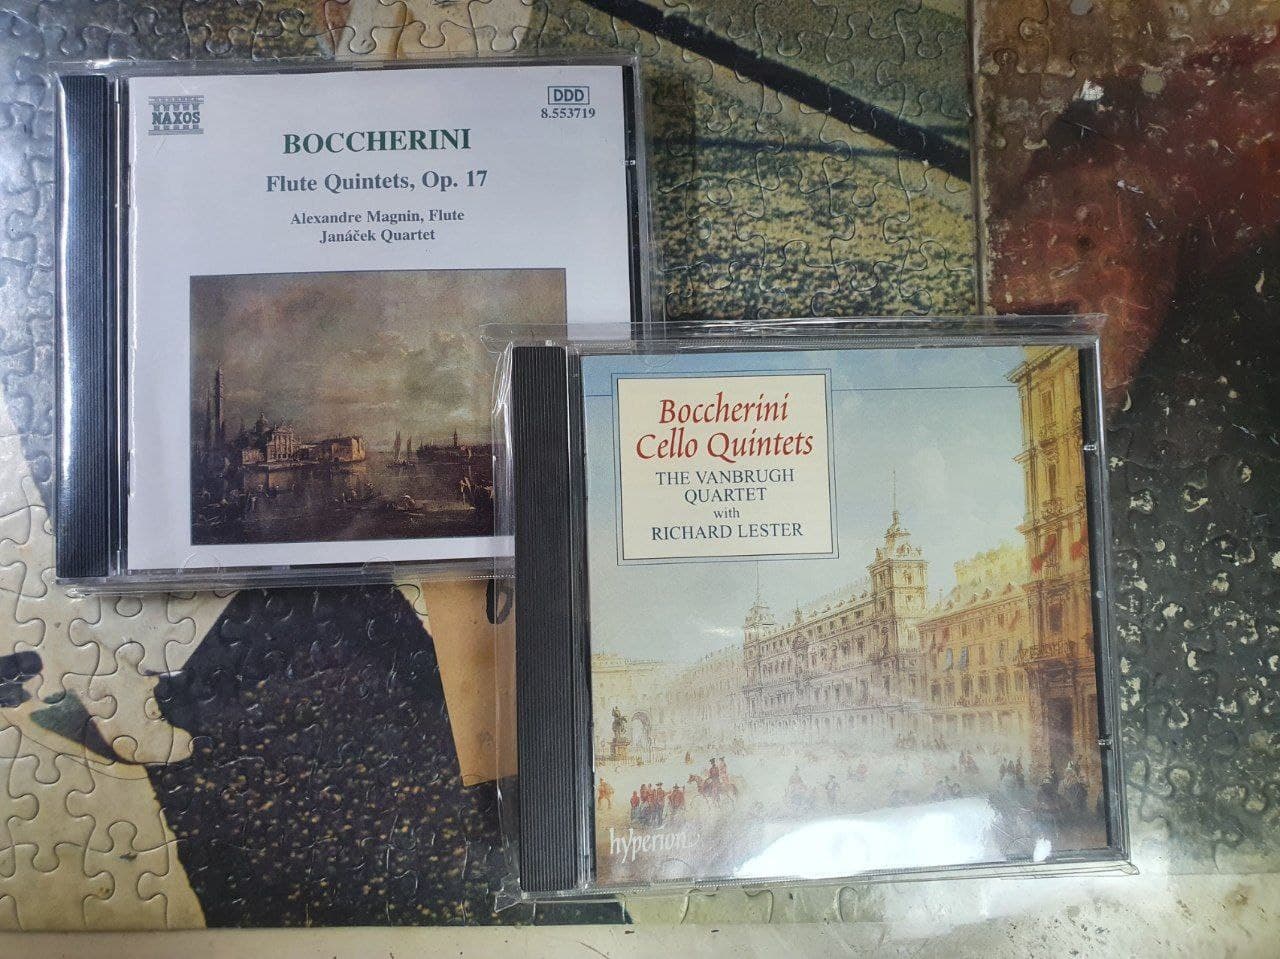 NAXOS
DDD
8.553719
BOCCHERINI
Flute Quintets, Op. 17
Alexandre Magnin, Flute
Janáček Quartet
Boccherini
Cello Quintets
THE VANBRUGH
QUARTET
with
RICHARD LESTER
hyperion